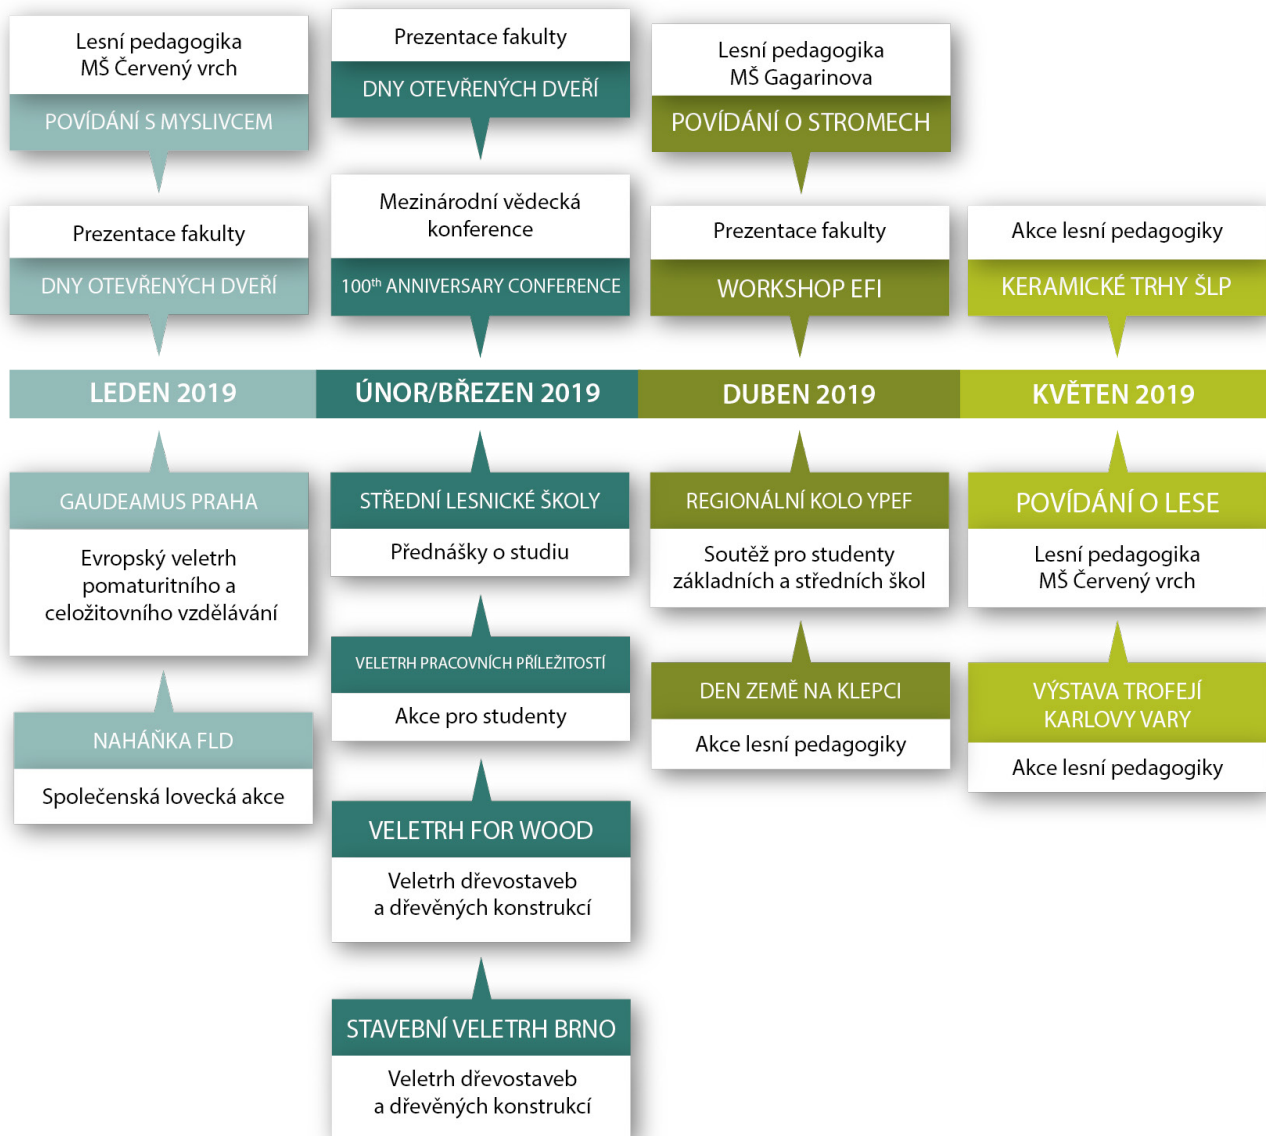 Lesní pedagogika
MŠ Červený vrch
POVÍDÁNÍ S MYSLIVCEM
Prezentace fakulty
DNY OTEVŘENÝCH DVEŘÍ
Prezentace fakulty
DNY OTEVŘENÝCH DVEŘÍ
Mezinárodní vědecká
konference
100th ANNIVERSARY CONFERENCE
Lesní pedagogika
MŠ Gagarinova
POVÍDÁNÍ O STROMECH
Prezentace fakulty
WORKSHOP EFI
Akce lesní pedagogiky
KERAMICKÉ TRHY ŠLP
LEDEN 2019
ÚNOR/BŘEZEN 2019
DUBEN 2019
KVĚTEN 2019
GAUDEAMUS PRAHA
Evropský veletrh
pomaturitního a
celožitovního vzdělávání
NAHÁŇKA FLD
Společenská lovecká akce
STŘEDNÍ LESNICKÉ ŠKOLY
Přednášky o studiu
VELETRH PRACOVNÍCH PŘÍLEŽITOSTÍ
Akce pro studenty
VELETRH FOR WOOD
Veletrh dřevostaveb
a dřevěných konstrukcí
STAVEBNÍ VELETRH BRNO
Veletrh dřevostaveb
a dřevěných konstrukcí
REGIONÁLNÍ KOLO YPEF
Soutěž pro studenty
základních a středních škol
DEN ZEMĚ NA KLEPCI
Akce lesní pedagogiky
POVÍDÁNÍ O LESE
Lesní pedagogika
MŠ Červený vrch
VÝSTAVA TROFEJÍ
KARLOVY VARY
Akce lesní pedagogiky